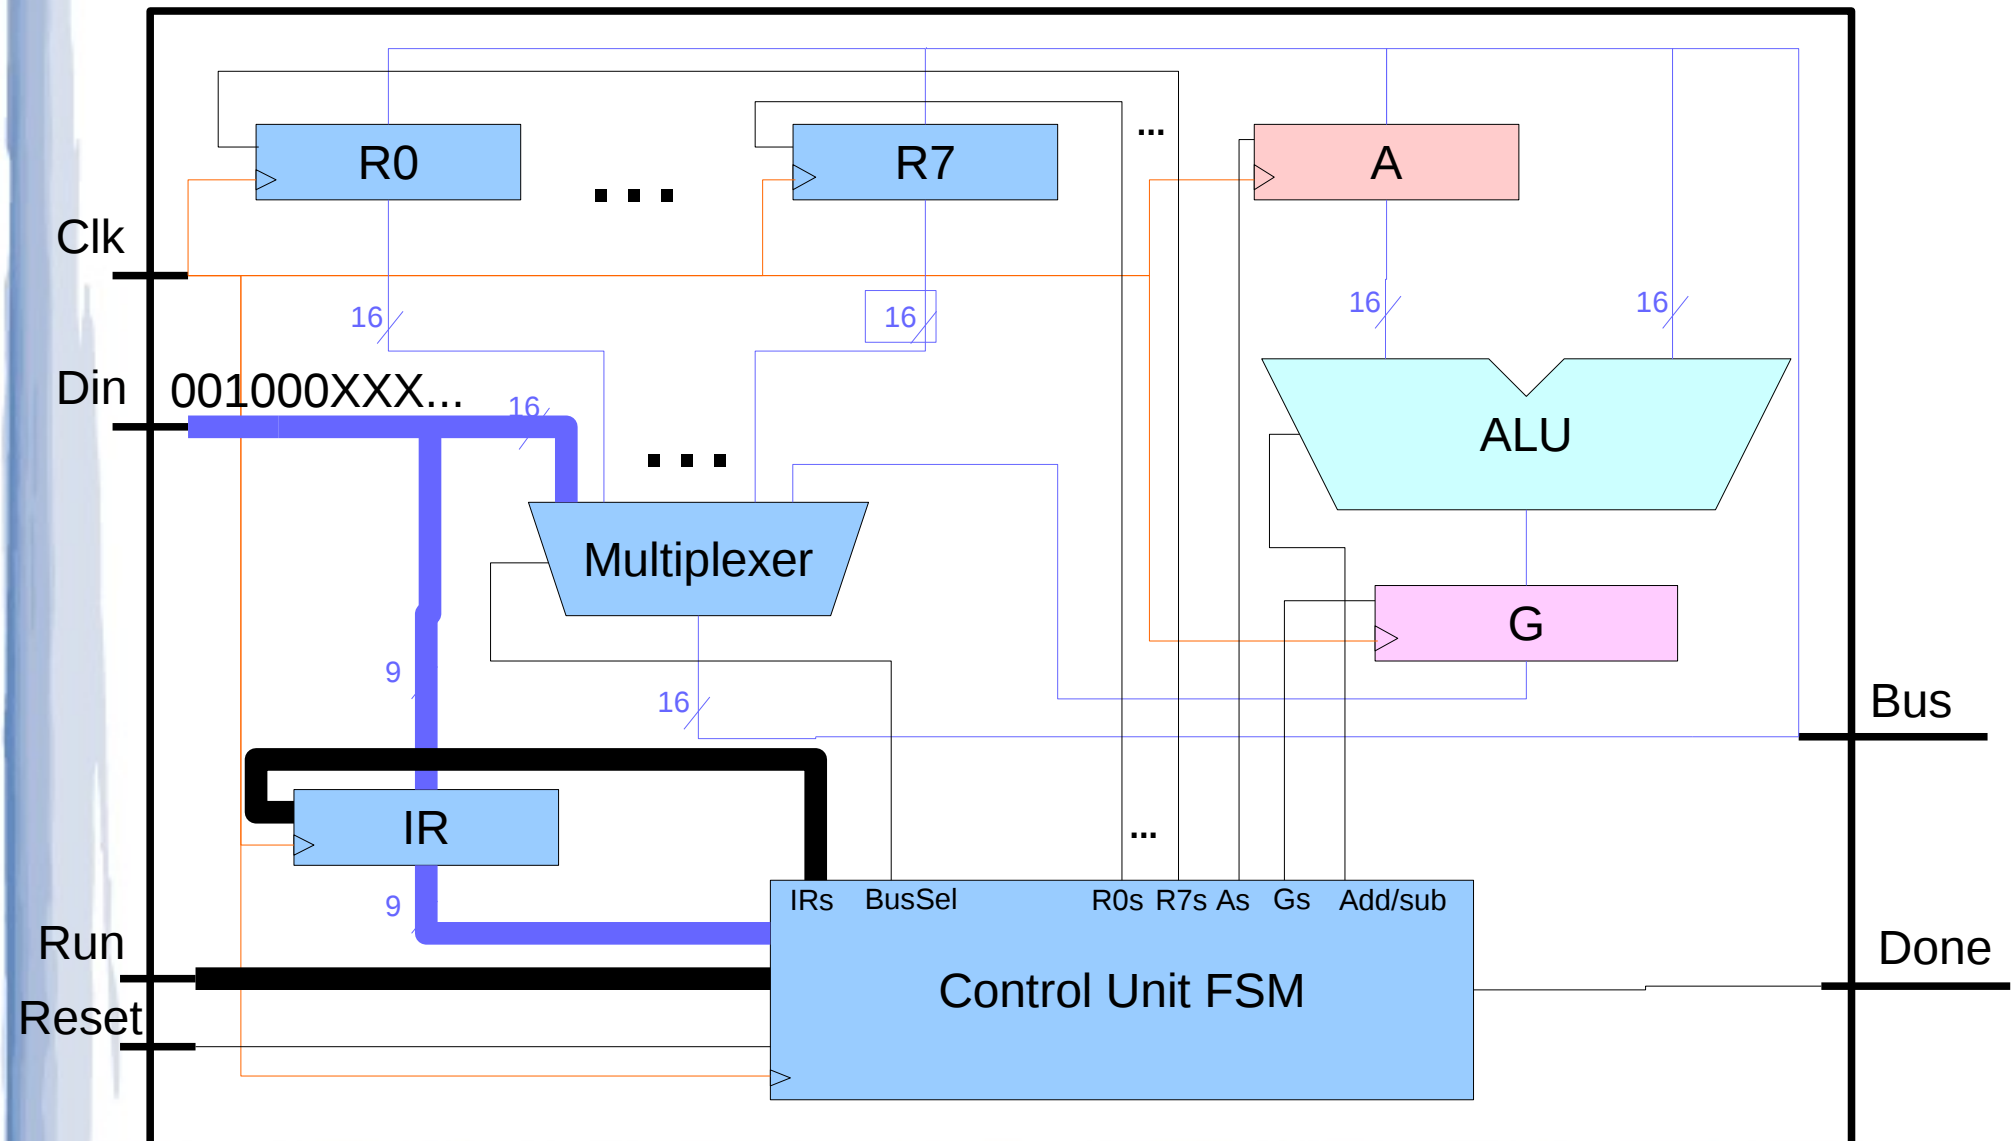 R0
R7
...
A
...
Clk
16
16
16
16
Din
001000XXX...
16
...
ALU
Multiplexer
G
9
16
Bus
IR
...
9
IRs
BusSel
R0s
R7s
As
Gs
Add/sub
Run
Done
Control Unit FSM
Reset